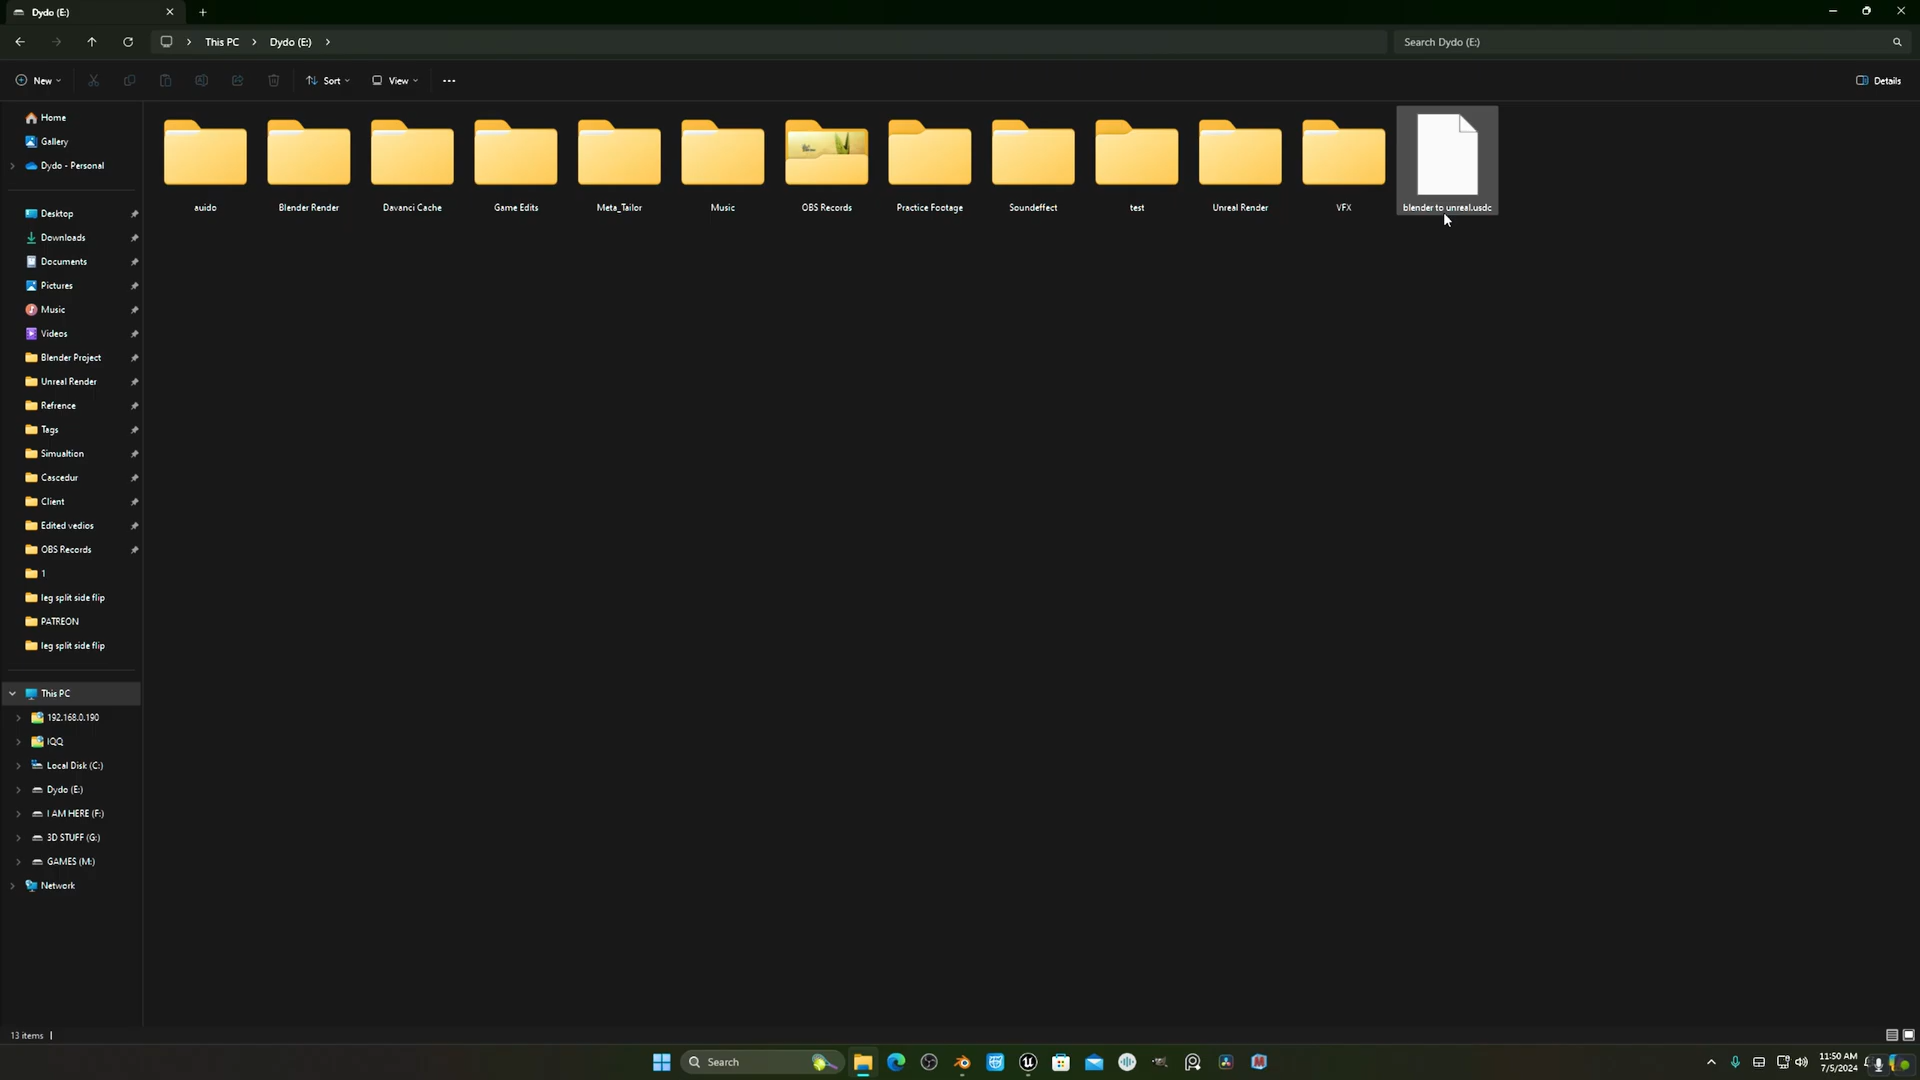 Dydo (E:)
This PC > Dydo (E:) >
Search Dydo (E:)
New
Sort
View
Details
Home
Gallery
Dydo - Personal
Desktop
Downloads
Documents
Pictures
Music
Videos
Blender Project
Unreal Render
Refrence
Tags
Simualtion
Cascedur
Client
Edited vedios
OBS Records
1
leg split side flip
PATREON
leg split side flip
This PC
192.168.0.190
IQQ
Local Disk (C:)
Dydo (E:)
I AM HERE (F:)
3D STUFF (G:)
GAMES (M:)
Network
auido
Blender Render
Davanci Cache
Game Edits
Meta_Tailor
Music
OBS Records
Practice Footage
Soundeffect
test
Unreal Render
VFX
blender to unreal.usdc
13 items
Search
11:50 AM
7/5/2024